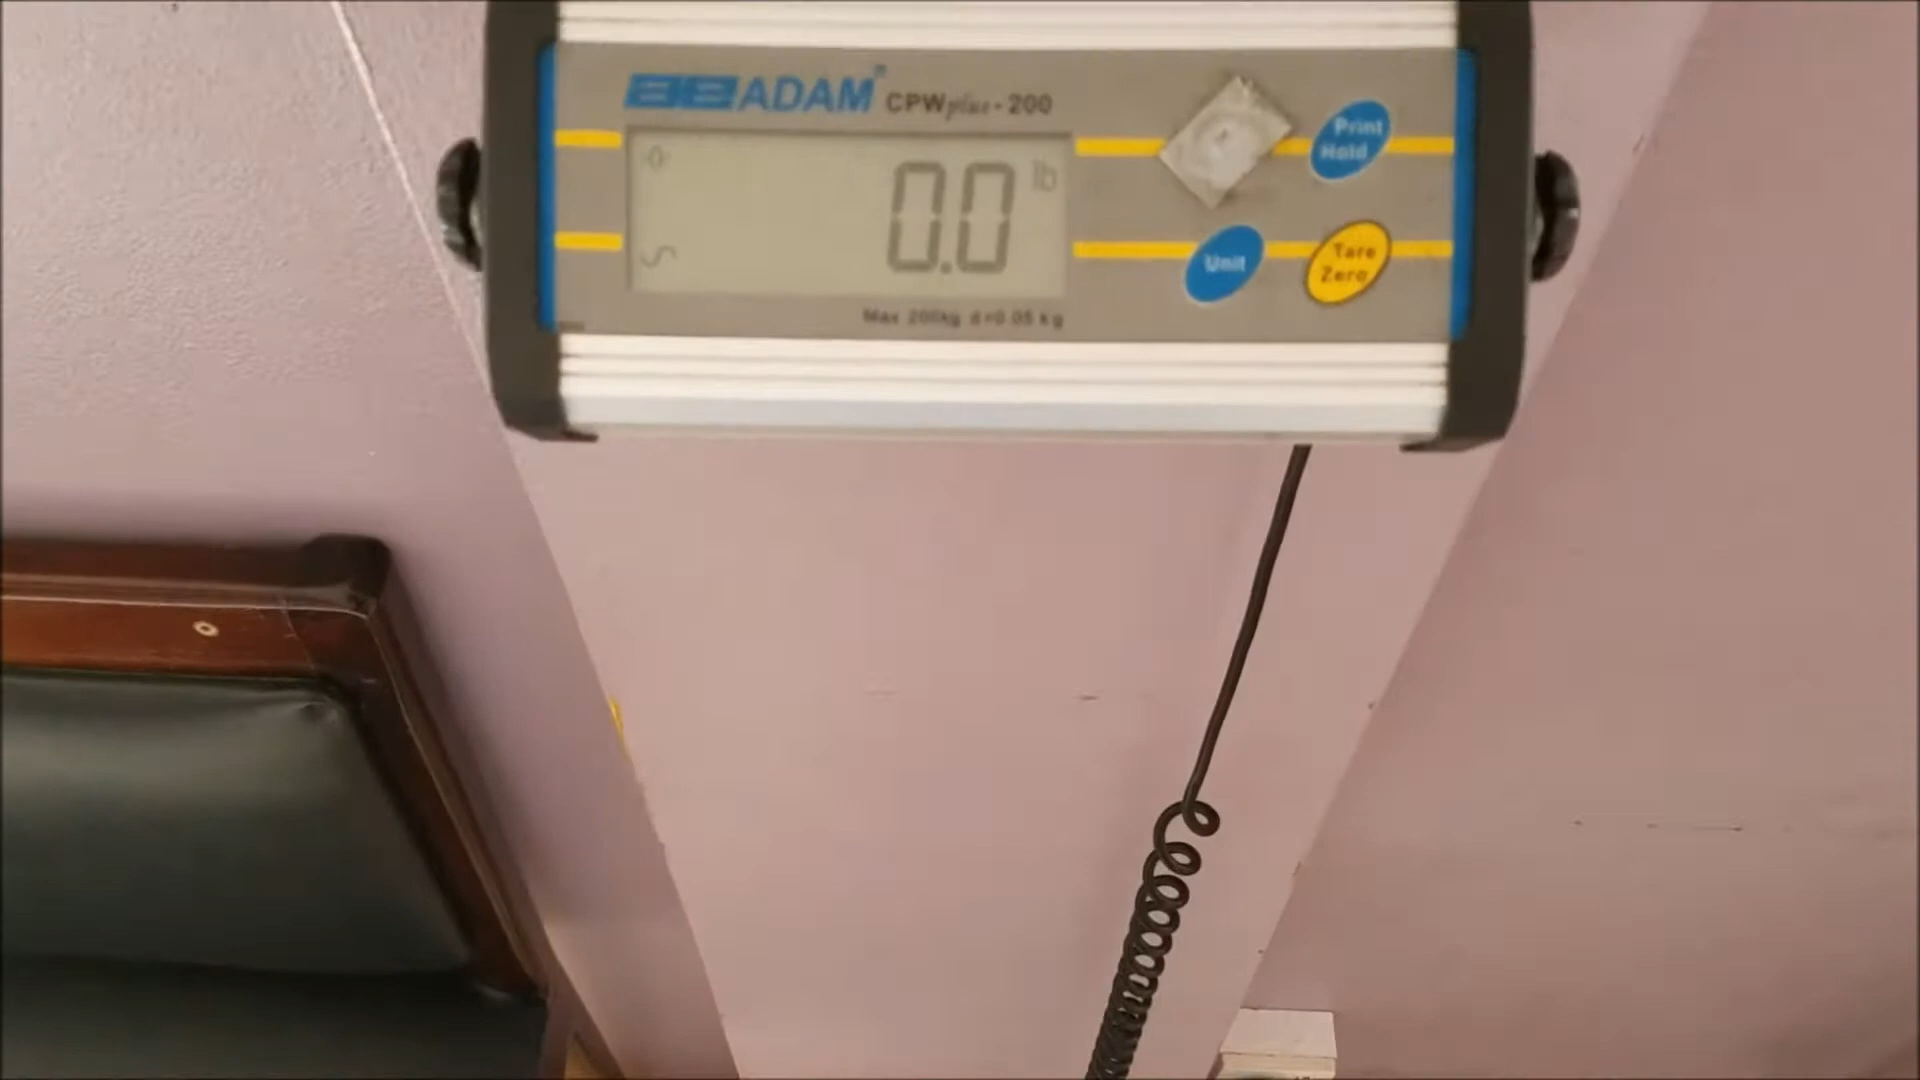 ADAM® CPWplus-200
Print
Hold
0.0 lb
Unit
Tare
Zero
Max 200kg d=0.05 kg